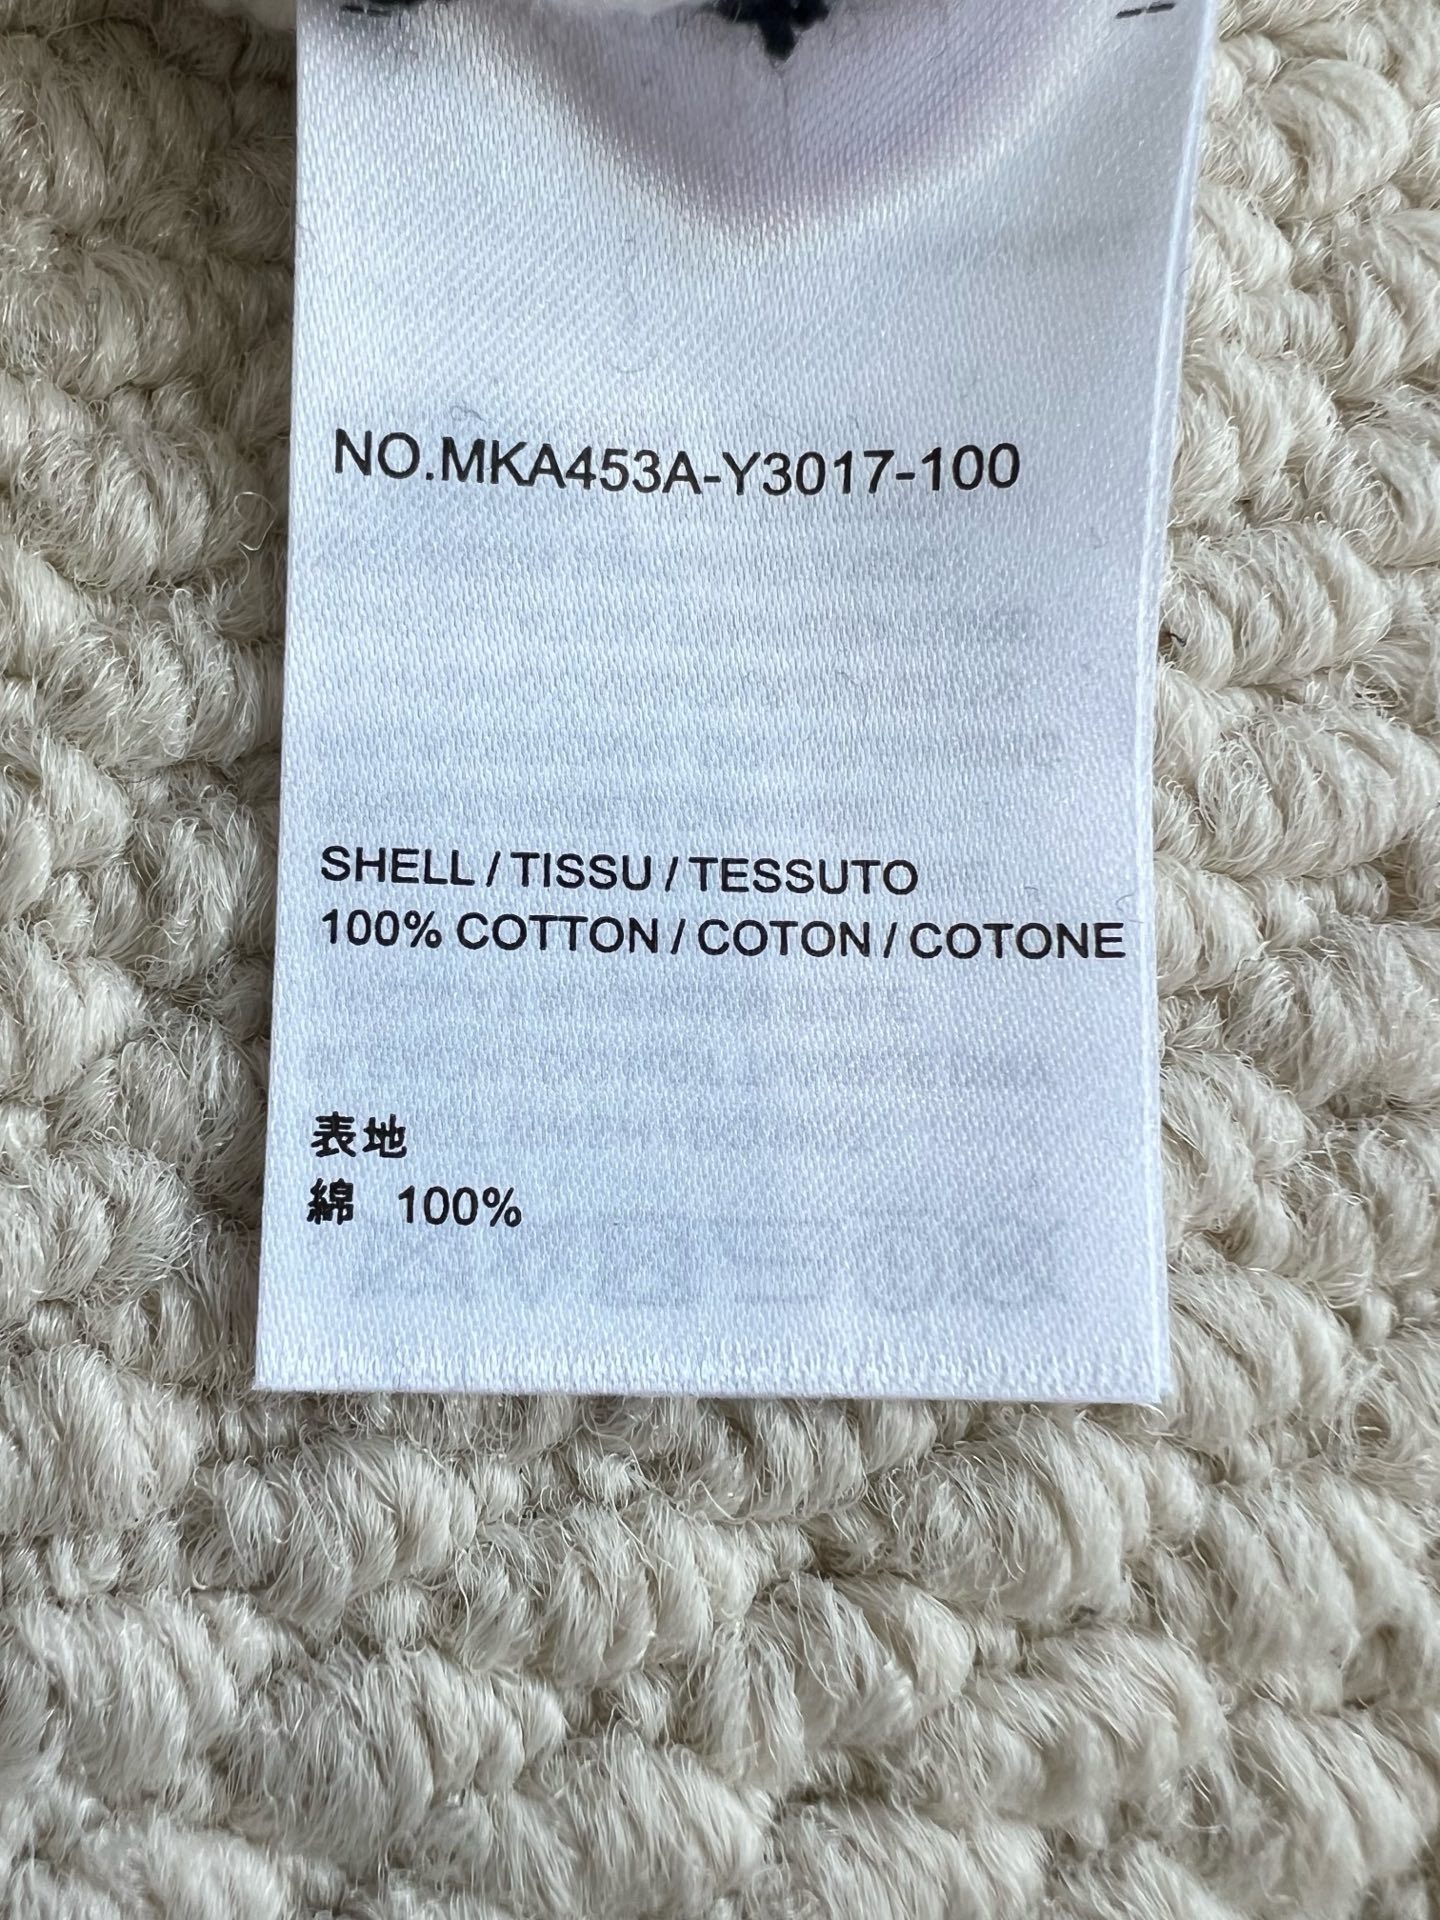 NO.MKA453A-Y3017-100
SHELL / TISSU / TESSUTO
100% COTTON / COTON / COTONE
表地
綿 100%